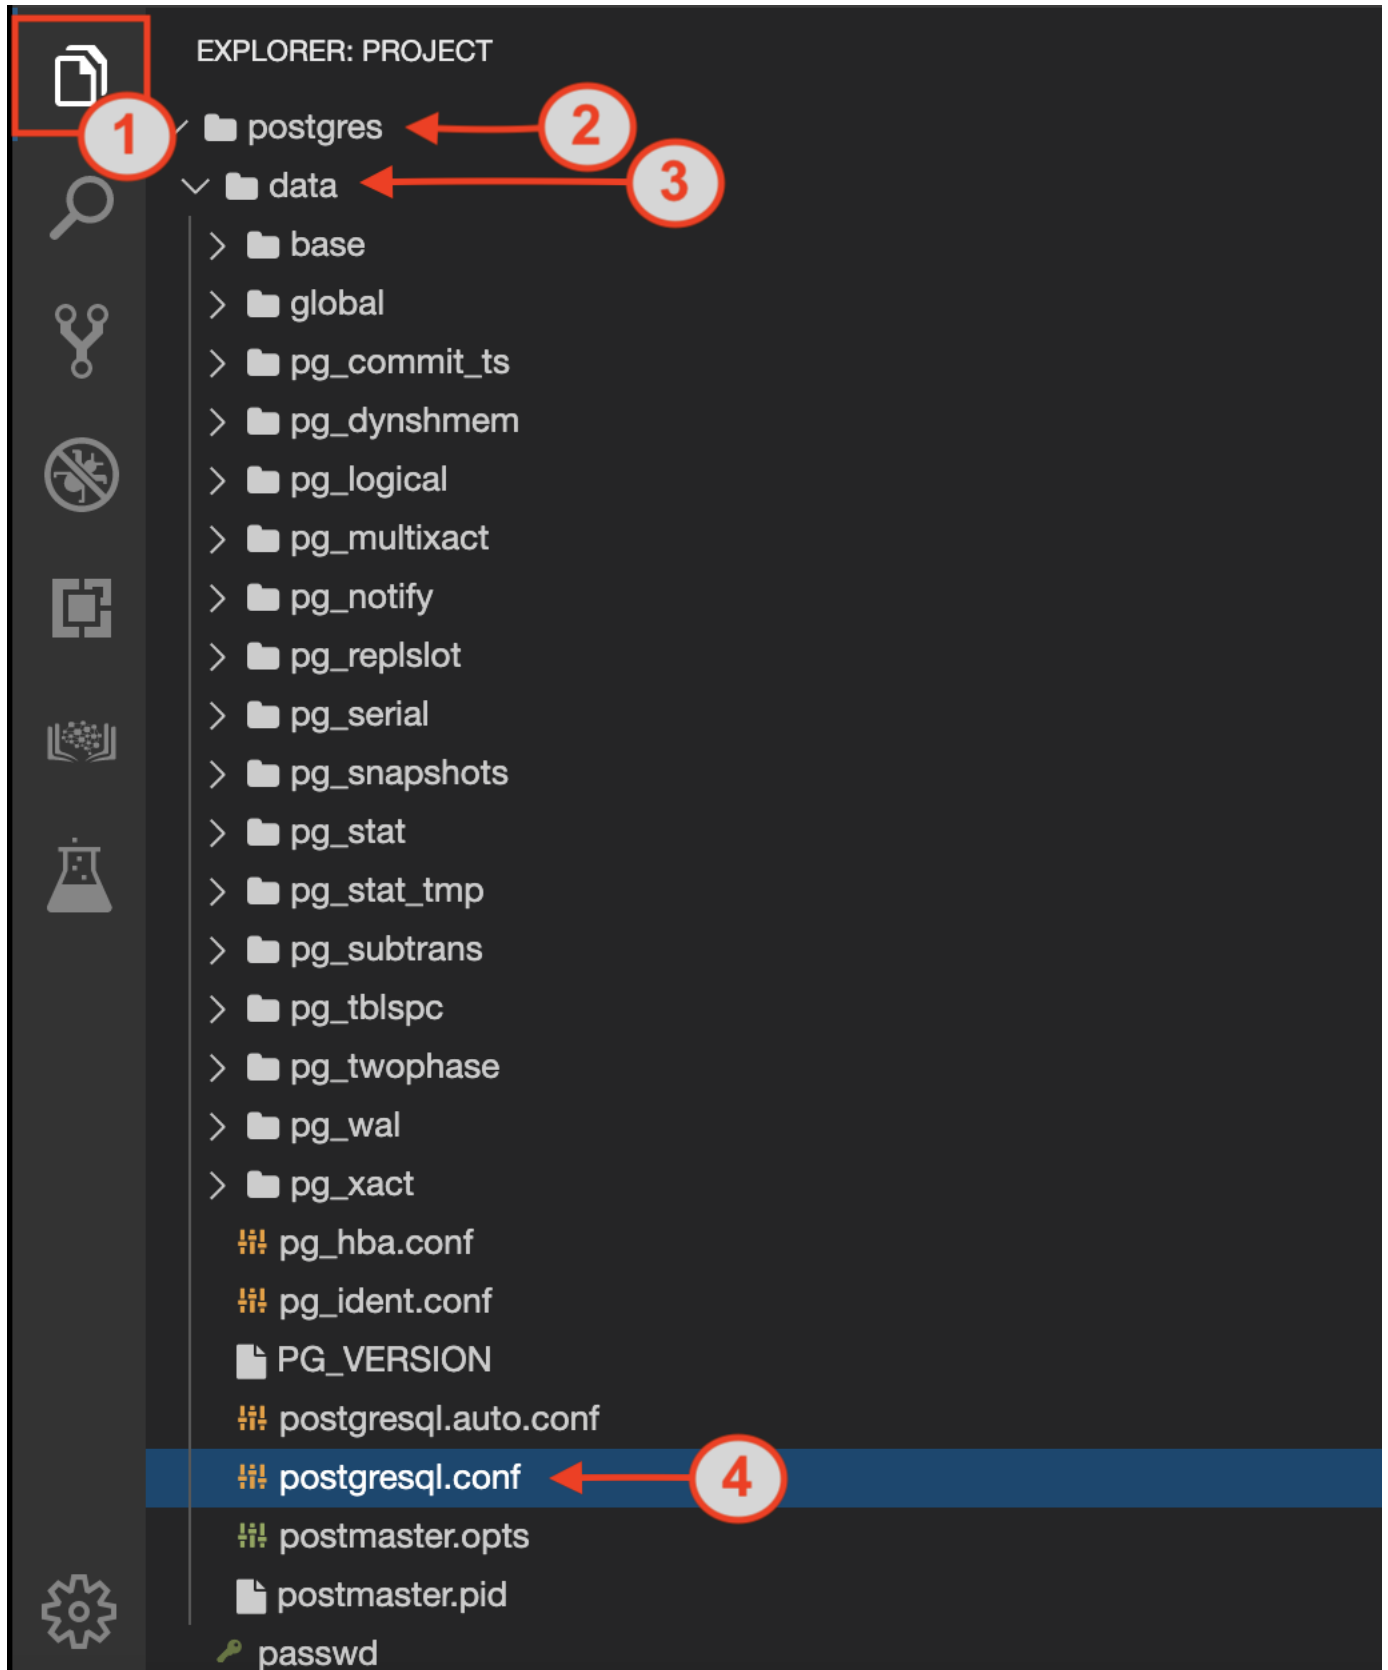 EXPLORER: PROJECT
1
postgres 2
data 3
base
global
pg_commit_ts
pg_dynshmem
pg_logical
pg_multixact
pg_notify
pg_replslot
pg_serial
pg_snapshots
pg_stat
pg_stat_tmp
pg_subtrans
pg_tblspc
pg_twophase
pg_wal
pg_xact
pg_hba.conf
pg_ident.conf
PG_VERSION
postgresql.auto.conf
postgresql.conf 4
postmaster.opts
postmaster.pid
passwd